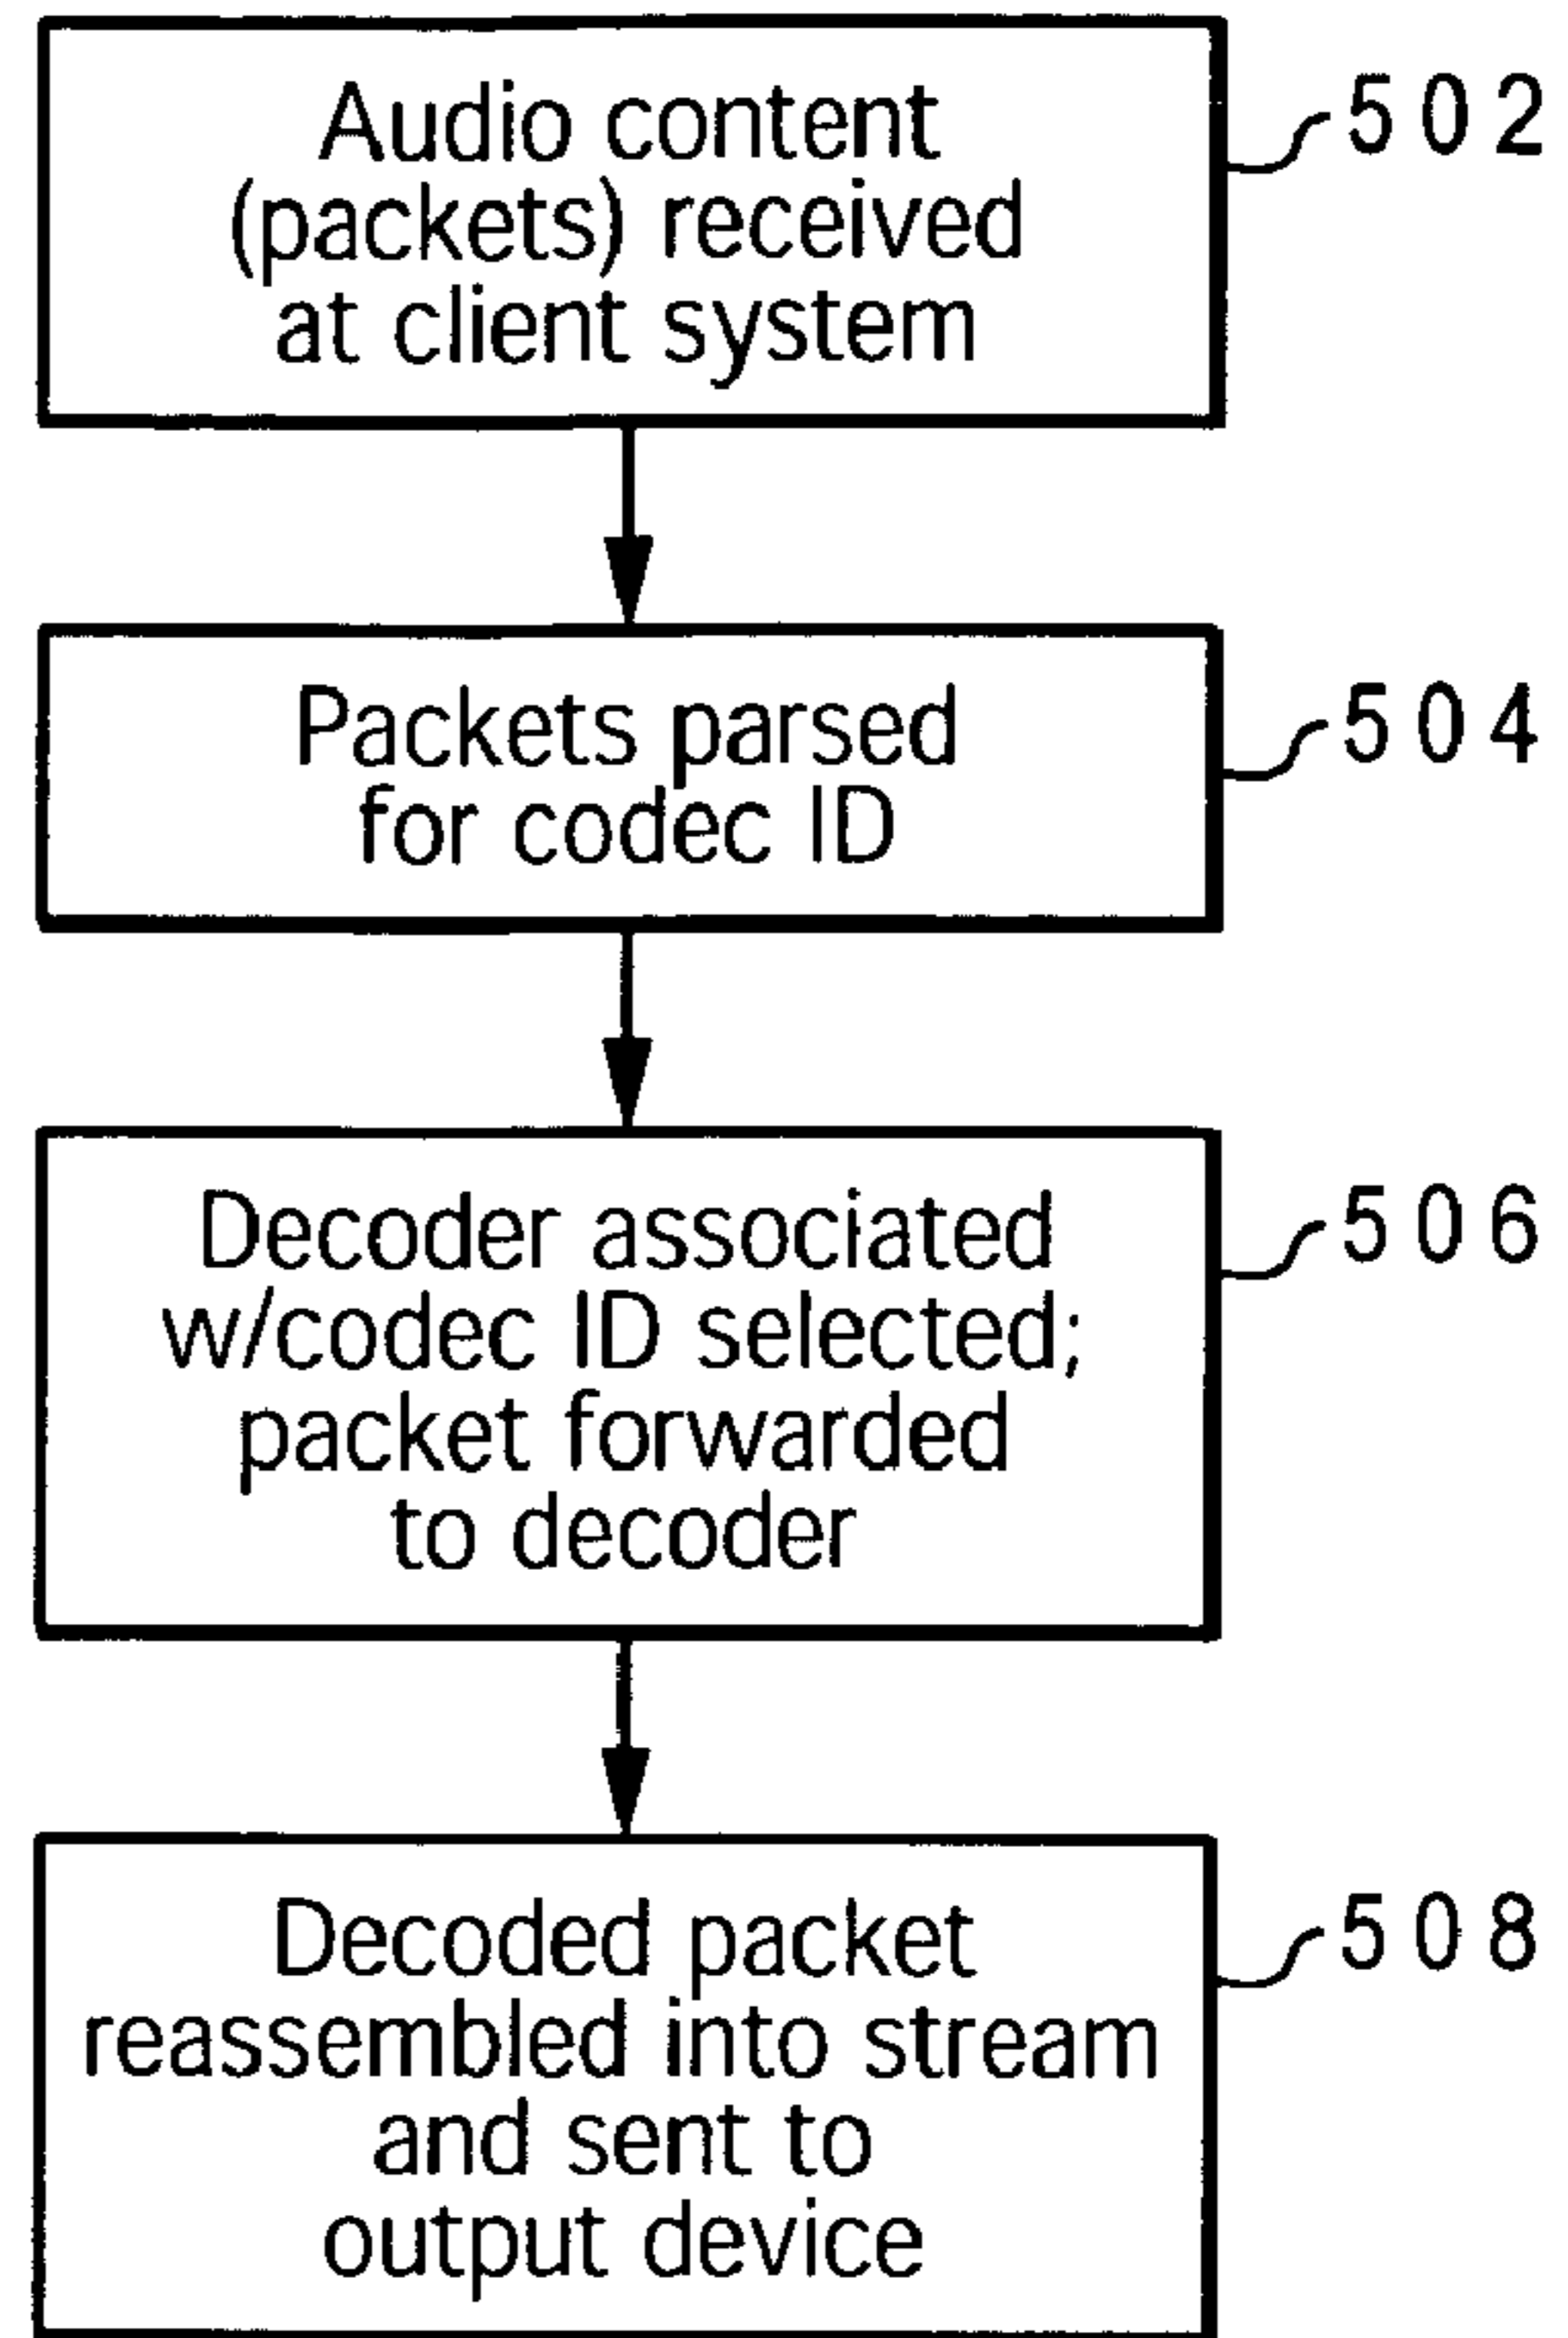 Audio content
(packets) received
at client system
502
Packets parsed
for codec ID
504
Decoder associated
w/codec ID selected;
packet forwarded
to decoder
506
Decoded packet
reassembled into stream
and sent to
output device
508